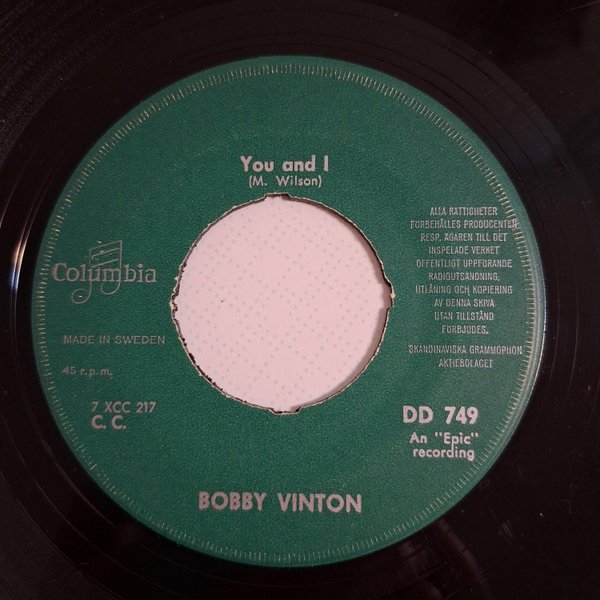 You and I
(M. Wilson)
Columbia
MADE IN SWEDEN
45 r.p.m.
7 XCC 217
C. C.
ALLA RÄTTIGHETER
FÖRBEHÅLLES PRODUCENTEN
RESP. ÄGAREN TILL DET
INSPELADE VERKET
OFFENTLIGT UPPFÖRANDE
RADIOUTSÄNDNING,
UTLÅNING OCH KOPIERING
AV DENNA SKIVA
UTAN TILLSTÅND
FÖRBJUDES.
SKANDINAVISKA GRAMMOPHON
AKTIEBOLAGET
DD 749
An "Epic"
recording
BOBBY VINTON